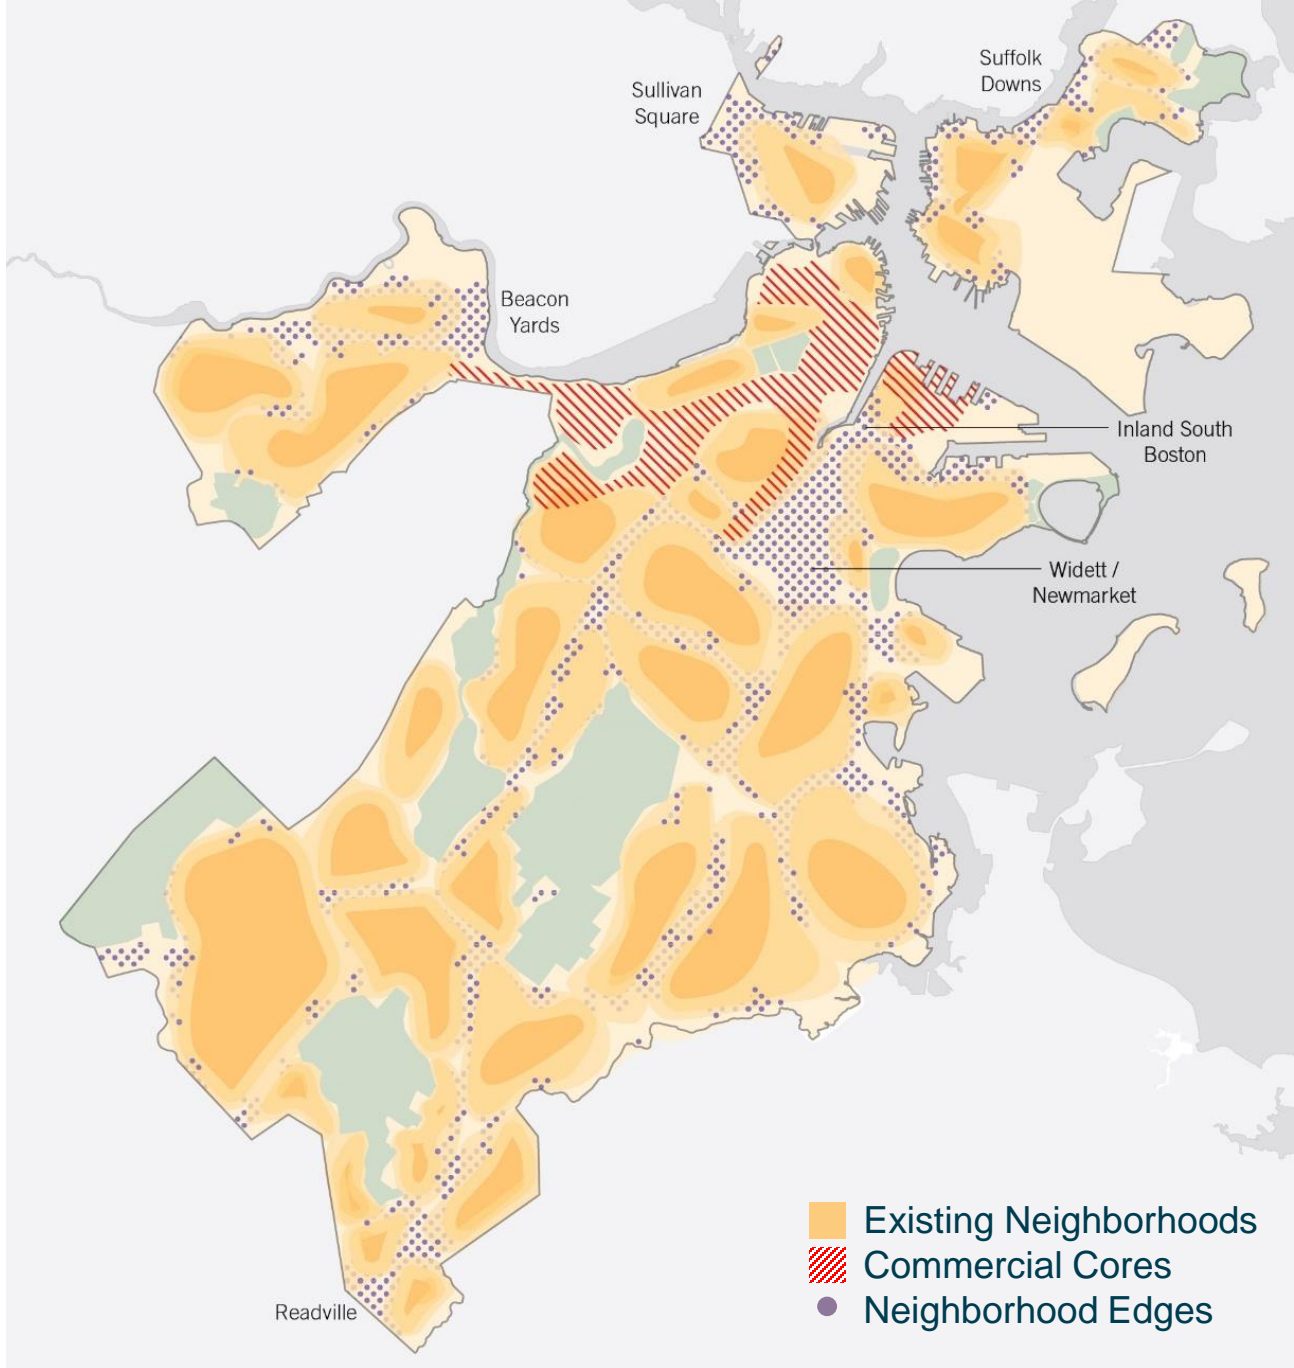 Suffolk
Downs
Sullivan
Square
Beacon
Yards
Inland South
Boston
Widett /
Newmarket
Readville
Existing Neighborhoods
Commercial Cores
Neighborhood Edges